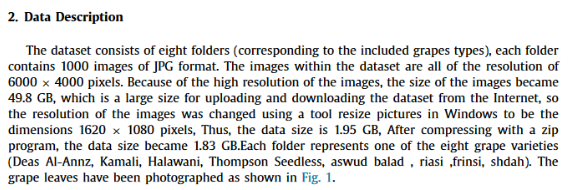 2. Data Description
The dataset consists of eight folders (corresponding to the included grapes types), each folder
contains 1000 images of JPG format. The images within the dataset are all of the resolution of
6000 × 4000 pixels. Because of the high resolution of the images, the size of the images became
49.8 GB, which is a large size for uploading and downloading the dataset from the Internet, so
the resolution of the images was changed using a tool resize pictures in Windows to be the
dimensions 1620 × 1080 pixels, Thus, the data size is 1.95 GB, After compressing with a zip
program, the data size became 1.83 GB.Each folder represents one of the eight grape varieties
(Deas Al-Annz, Kamali, Halawani, Thompson Seedless, aswud balad , riasi ,frinsi, shdah). The
grape leaves have been photographed as shown in Fig. 1.